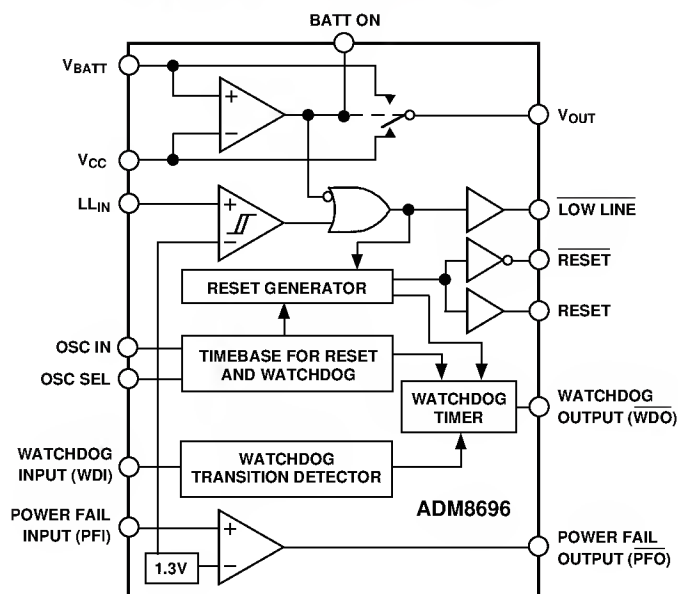 BATT ON
VBATT
VOUT
VCC
LLIN
LOW LINE
RESET
RESET GENERATOR
RESET
OSC IN
OSC SEL
TIMEBASE FOR RESET
AND WATCHDOG
WATCHDOG
TIMER
WATCHDOG
OUTPUT (WDO)
WATCHDOG
INPUT (WDI)
WATCHDOG
TRANSITION DETECTOR
ADM8696
POWER FAIL
INPUT (PFI)
POWER FAIL
OUTPUT (PFO)
1.3V
+
−
+
−
+
−